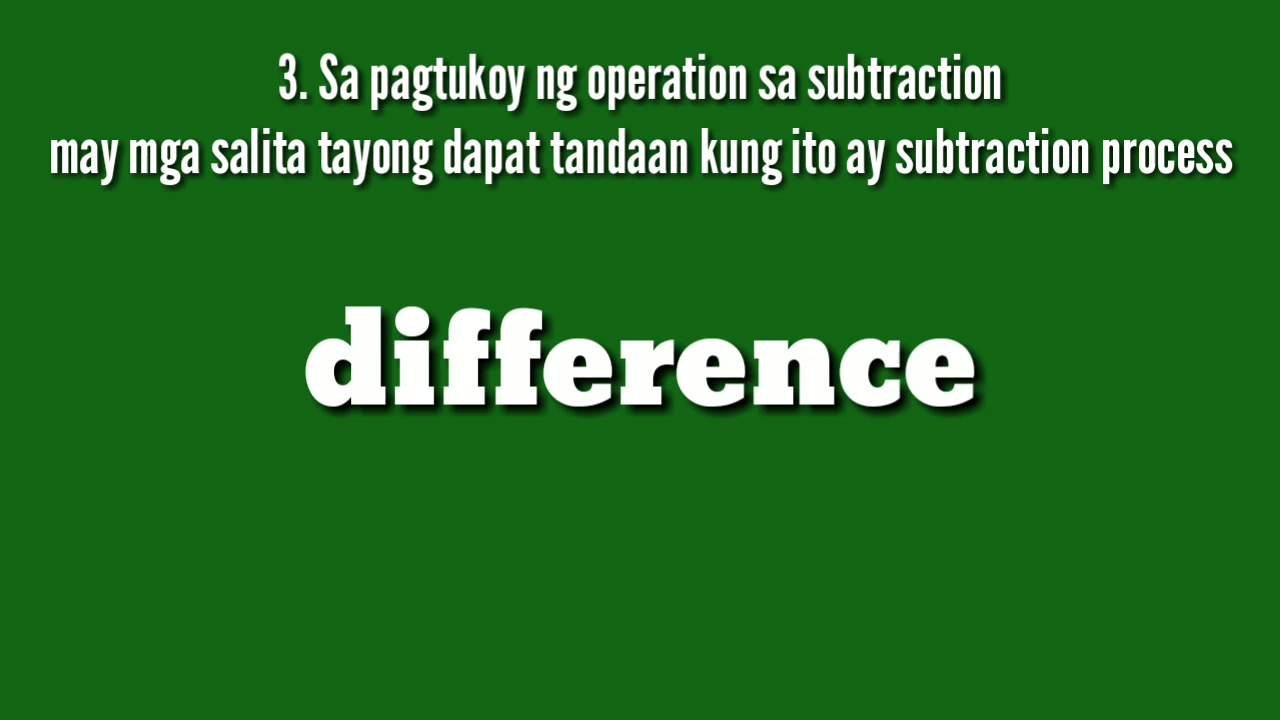 3. Sa pagtukoy ng operation sa subtraction
may mga salita tayong dapat tandaan kung ito ay subtraction process
difference